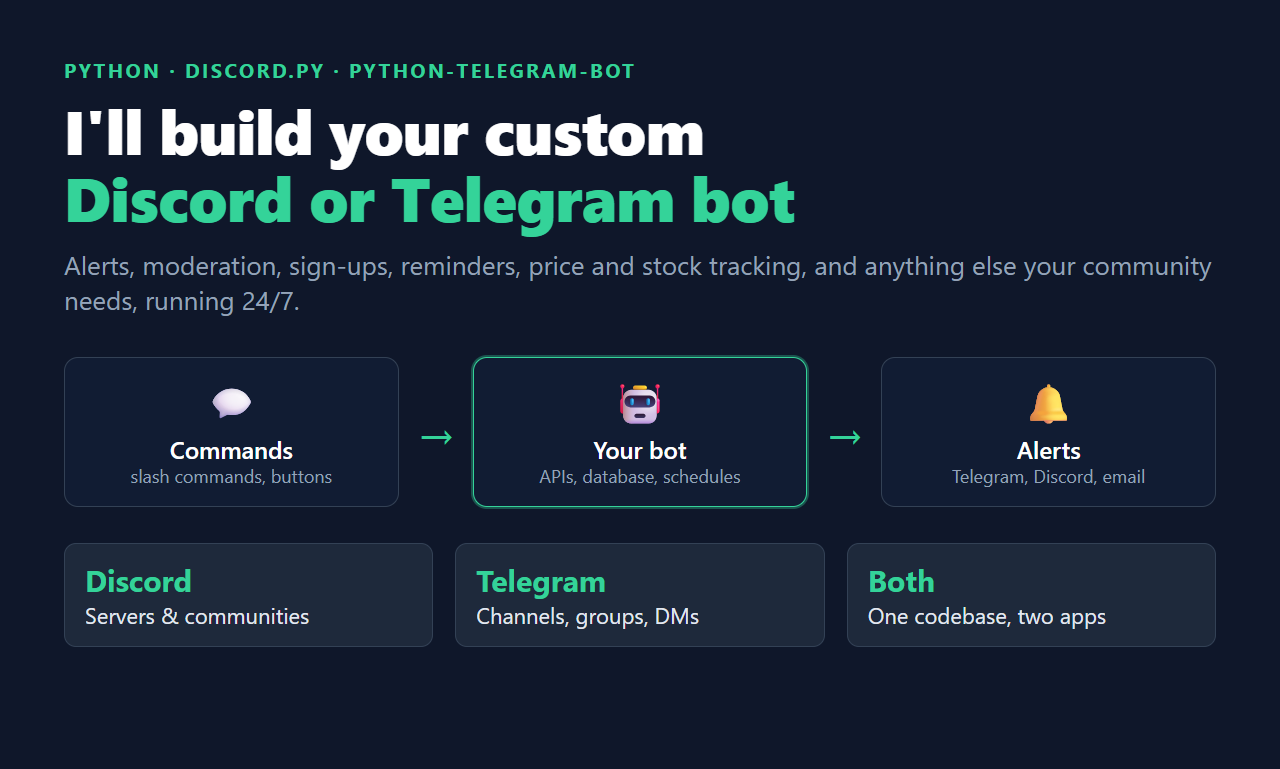 PYTHON · DISCORD.PY · PYTHON-TELEGRAM-BOT
I'll build your custom
Discord or Telegram bot
Alerts, moderation, sign-ups, reminders, price and stock tracking, and anything else your community
needs, running 24/7.
Commands
slash commands, buttons
→
Your bot
APIs, database, schedules
→
Alerts
Telegram, Discord, email
Discord
Servers & communities
Telegram
Channels, groups, DMs
Both
One codebase, two apps